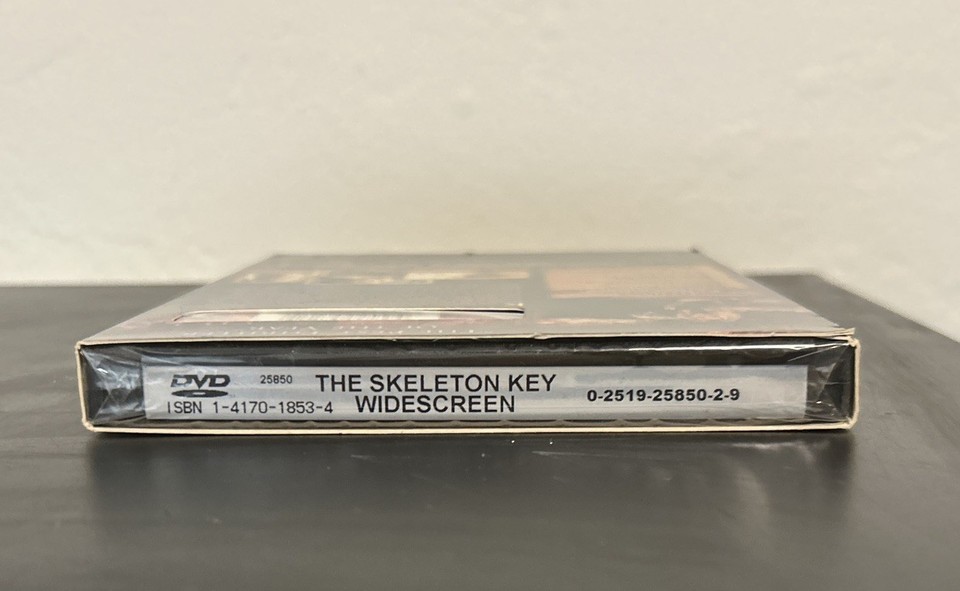 DVD 25850 THE SKELETON KEY 0-2519-25850-2-9
ISBN 1-4170-1853-4 WIDESCREEN